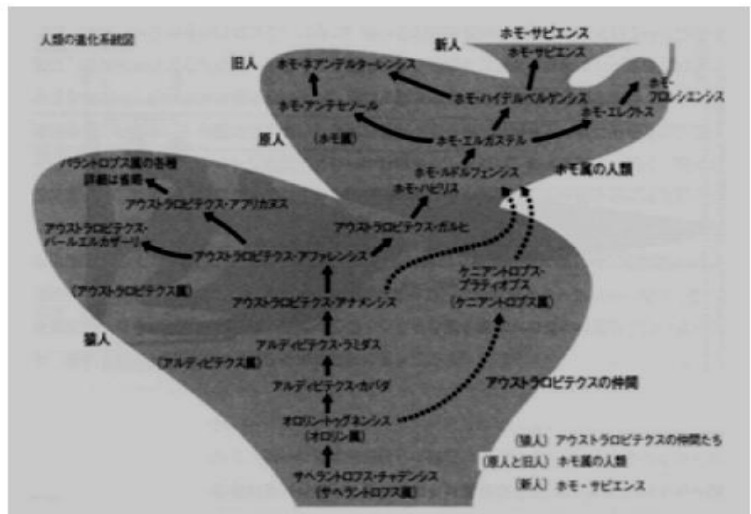 人類の進化系統図
新人
ホモ・サピエンス
ホモ・サピエンス
旧人
ホモ・ネアンデルターレンシス
ホモ・アンテセソール
ホモ・ハイデルベルゲンシス
ホモ・エレクトス
ホモ・
フロレシエンシス
原人
(ホモ属)
ホモ・エルガステル
ホモ・ルドルフェンシス
ホモ属の人類
ホモ・ハビリス
パラントロプス属の各種
詳細は省略
アウストラロピテクス・アフリカヌス
アウストラロピテクス・ガルヒ
アウストラロピテクス・
バールエルガザーリ
アウストラロピテクス・アファレンシス
ケニアントロプス・
プラティオプス
(ケニアントロプス属)
(アウストラロピテクス属)
アウストラロピテクス・アナメンシス
猿人
アルディピテクス・ラミダス
(アルディピテクス属)
アルディピテクス・カダバ
アウストラロピテクスの仲間
オロリン・トゥゲネンシス
(オロリン属)
サヘラントロプス・チャデンシス
(サヘラントロプス属)
(猿人) アウストラロピテクスの仲間たち
(原人と旧人) ホモ属の人類
(新人) ホモ・サピエンス